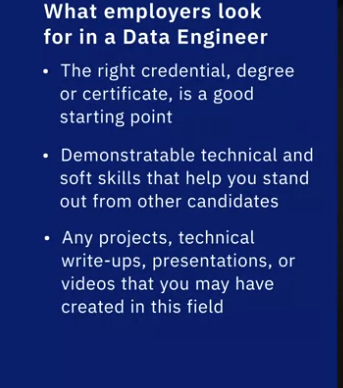 What employers look
for in a Data Engineer
• The right credential, degree
or certificate, is a good
starting point
• Demonstratable technical and
soft skills that help you stand
out from other candidates
• Any projects, technical
write-ups, presentations, or
videos that you may have
created in this field